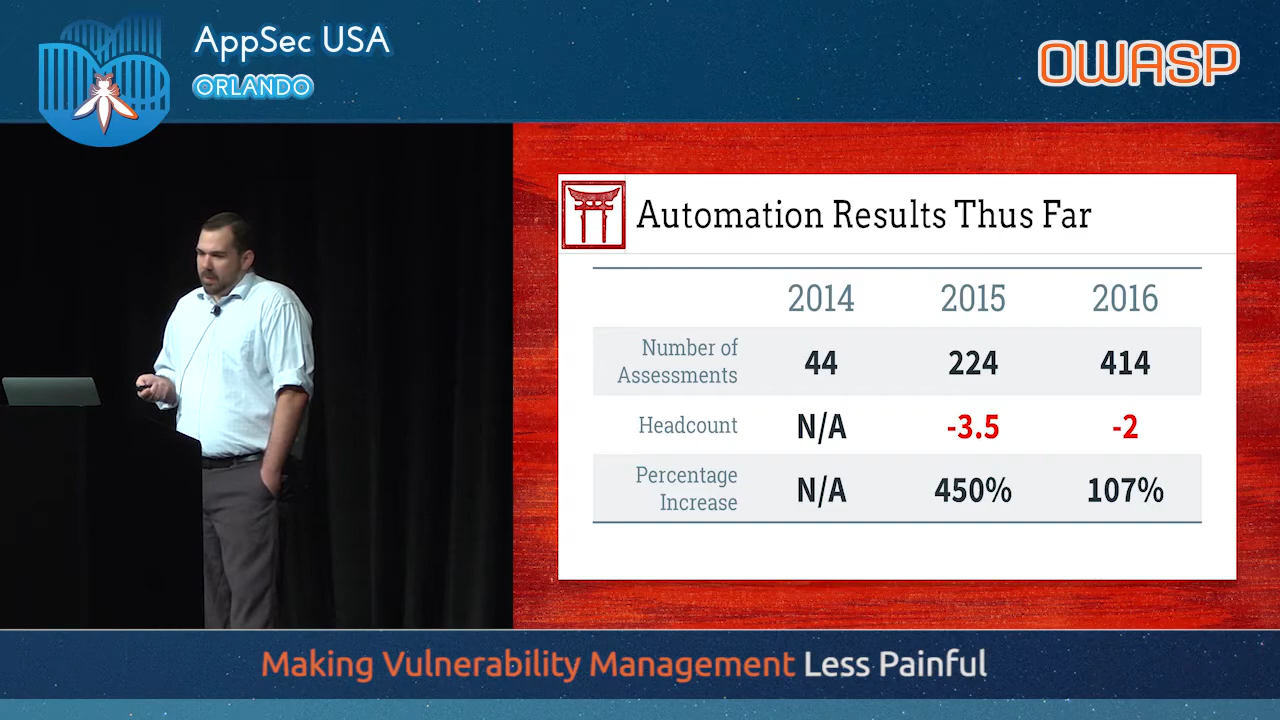 AppSec USA
ORLANDO
OWASP
Automation Results Thus Far
2014 2015 2016
Number of
Assessments
44 224 414
Headcount N/A -3.5 -2
Percentage
Increase
N/A 450% 107%
Making Vulnerability Management Less Painful